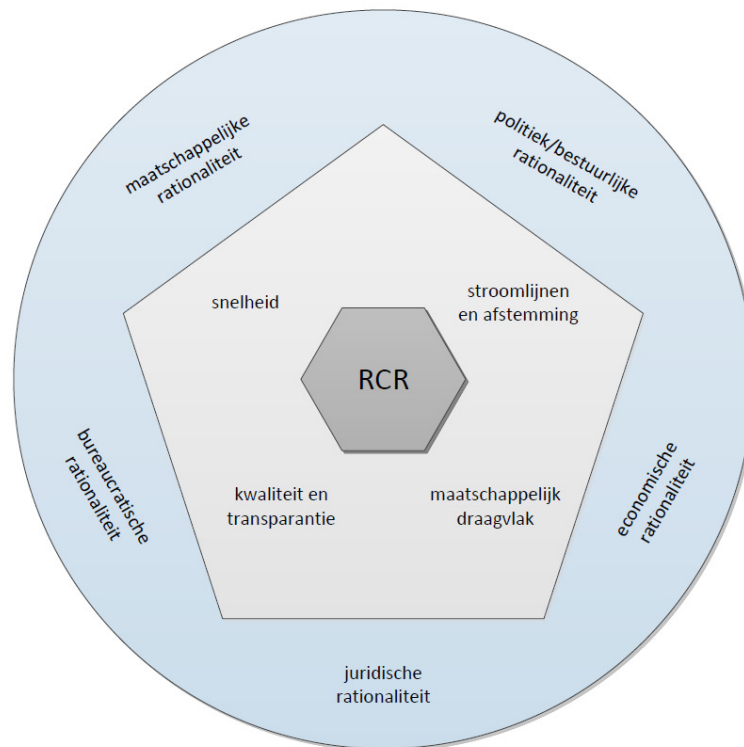 maatschappelijke
rationaliteit
politiek/bestuurlijke
rationaliteit
snelheid
stroomlijnen
en afstemming
RCR
bureaucratische
rationaliteit
kwaliteit en
transparantie
maatschappelijk
draagvlak
economische
rationaliteit
juridische
rationaliteit